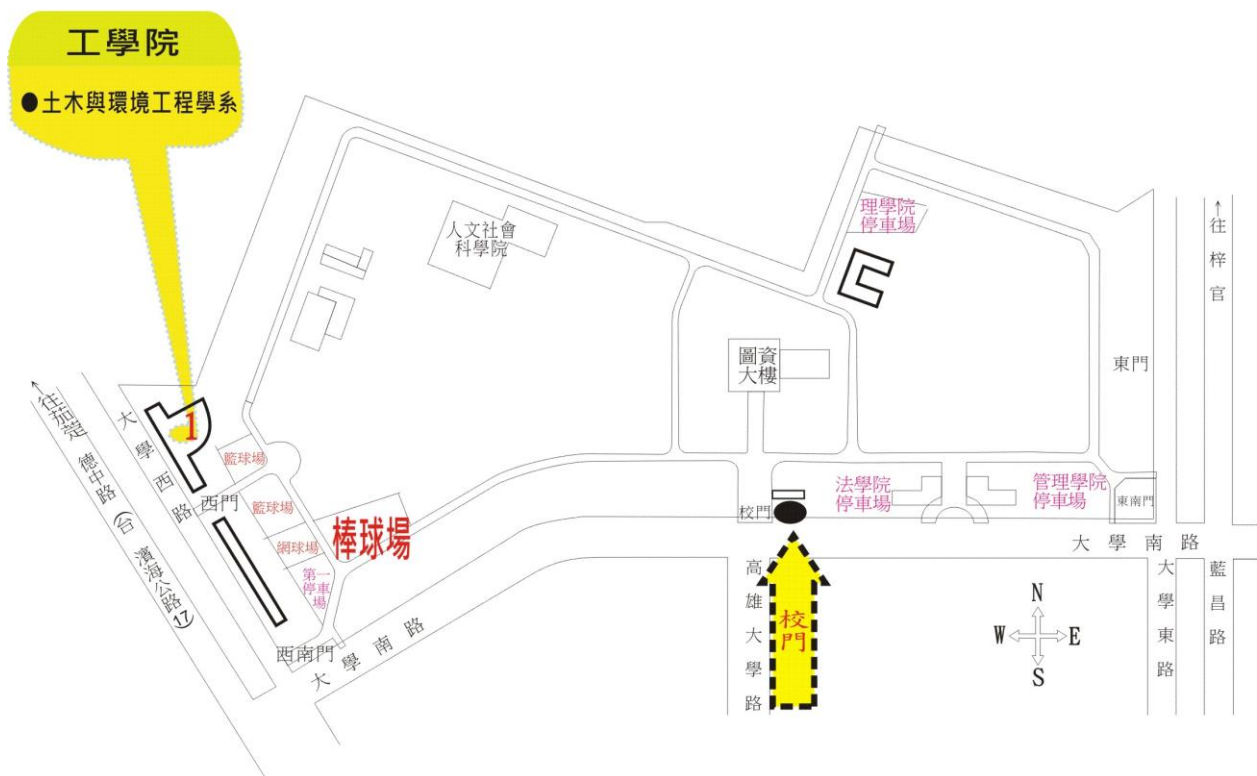 工學院
●土木與環境工程學系
理學院
停車場
↑往梓官
人文社會
科學院
圖資
大樓
東門
1
←往茄萣
德中路(台
濱海公路(17)
大學西路
籃球場
西門
籃球場
網球場
棒球場
第一
停車場
法學院
停車場
管理學院
停車場
東南門
校門
大學南路
高雄大學路
校門
大學東路
藍昌路
N
W
E
S
西南門
大學南路